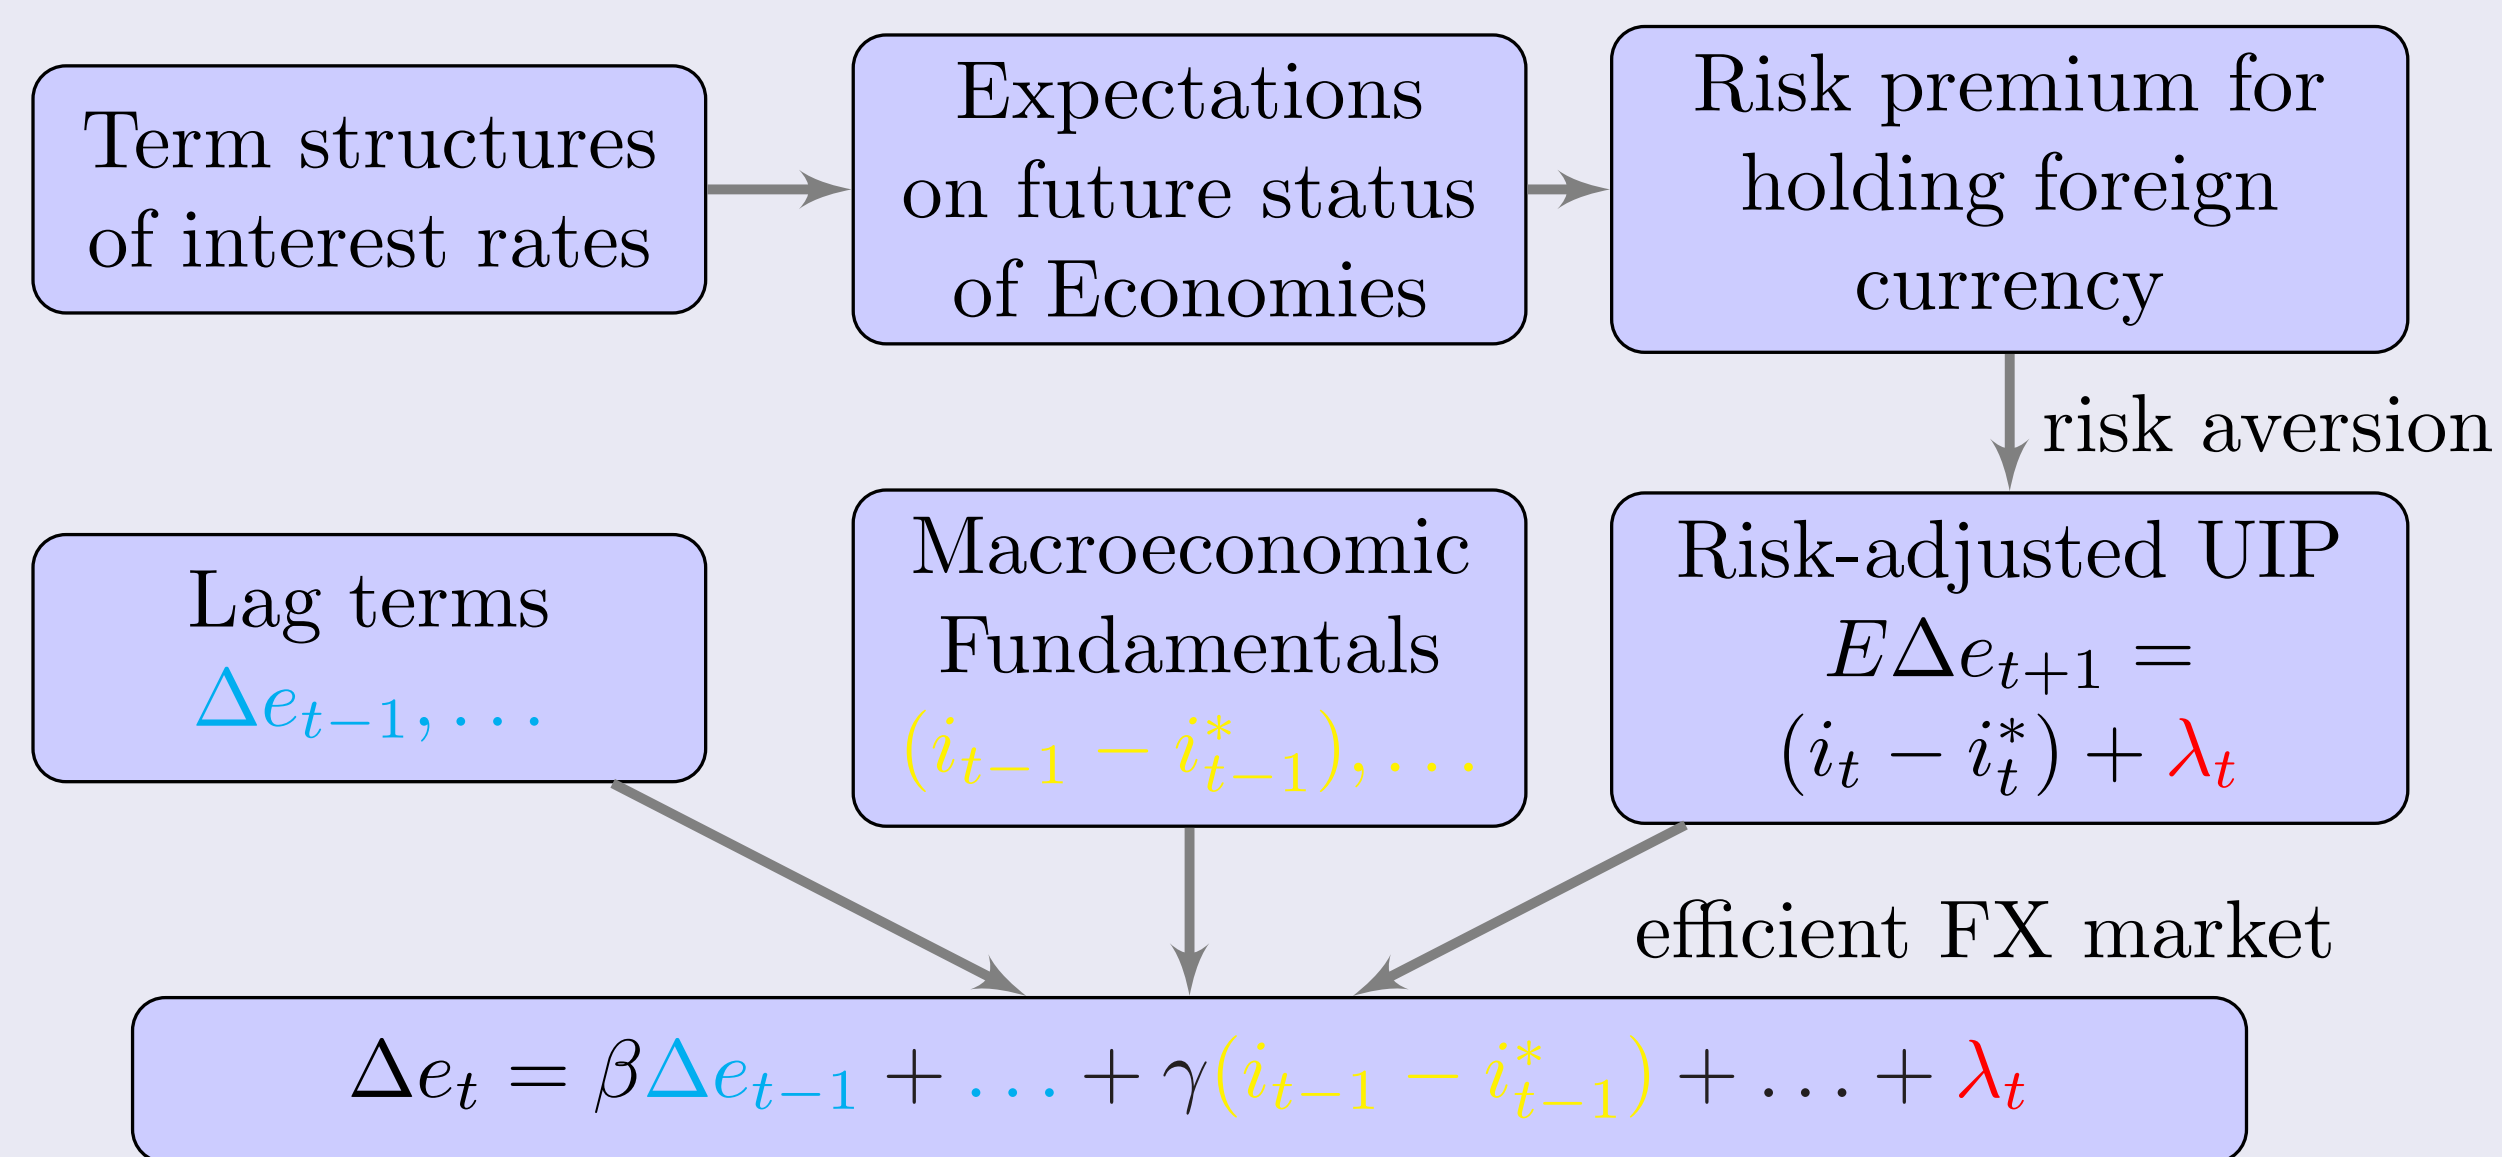 Term structures
of interest rates
Expectations
on future status
of Economies
Risk premium for
holding foreign
currency
risk aversion
Lag terms
Δe_{t−1}, . . .
Macroeconomic
Fundamentals
(i_{t−1} − i*_{t−1}), . . .
Risk-adjusted UIP
EΔe_{t+1} =
(i_t − i*_t) + λ_t
efficient FX market
Δe_t = βΔe_{t−1} + . . . + γ(i_{t−1} − i*_{t−1}) + . . . + λ_t